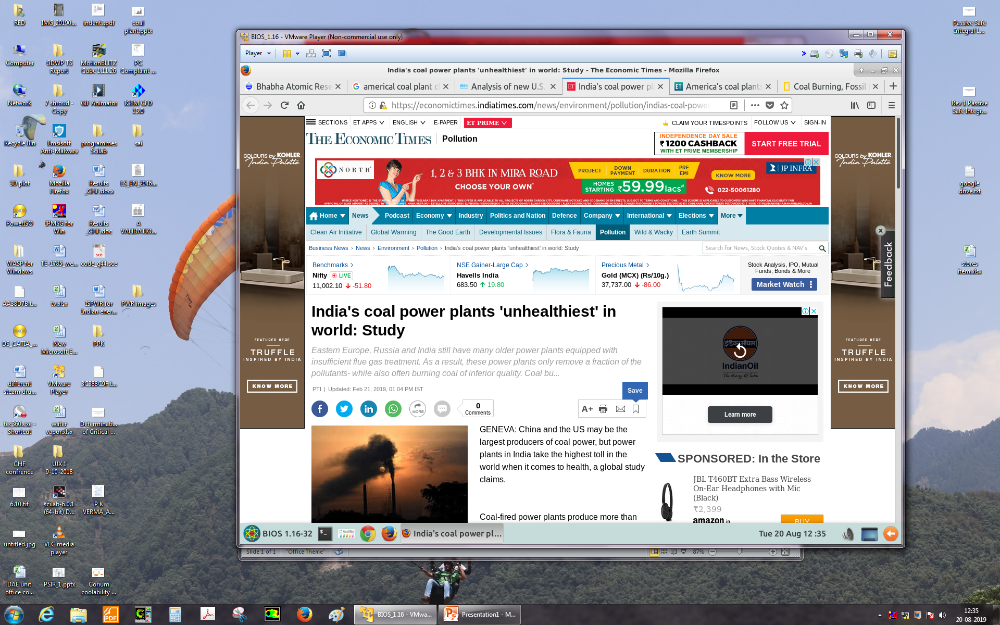 RED
IMG_20190...
indents.pdf
coal
plant.pptx
Computer
GDWP TS
Report
MotionBLITZ
Cube 1.11.26
PC
Complaint ...
Network
7 shroud -
Copy
GIF Animator
ICEM CFD
15.0
Recycle Bin
Emsisoft
Anti-Malware
programmes
Scilab
sai
3D plot
Mozilla
Firefox
Results
_CHF.docx
LS_EN_2046...
PowerISO
IPMSG for
Win
Results
_CHF.doc
A
VALIDATIO...
WASP for
Windows
TE-1785_we...
code_q44.sce
AA38D7B.t...
tv.xlsx
ISPWR for
Indian ener...
PWR images
DS_CATIA_...
New
Microsoft E...
PPK
different
steam dru...
VMware
Player
3C388C9F.t...
tec360.exe -
Shortcut
water
vapor.xlsx
Determinati...
of Critical ...
CHF
confrence
UJX 1
9-10-2018
6.10.tif
scilab-6.0.1
(64-bit) D...
P K
VERMA_A...
untitled.jpg
VLC media
player
DAE unit
office co...
PSIR_1.pptx
Corium
coolability ...
Passive Safe
Integral L...
Rev 1 Passive
Safe Integr...
google
drive.txt
stores
item.xlsx
BIOS_1.16 - VMware Player (Non-commercial use only)
Player
India's coal power plants 'unhealthiest' in world: Study - The Economic Times - Mozilla Firefox
Bhabha Atomic Rese
americal coal plant c
Analysis of new U.S.
India's coal power pl
America's coal plants
Coal Burning, Fossil
https://economictimes.indiatimes.com/news/environment/pollution/indias-coal-power
SECTIONS ET APPS ENGLISH E-PAPER ET PRIME CLAIM YOUR TIMESPOINTS FOLLOW US SIGN-IN
THE ECONOMIC TIMES Pollution
INDEPENDENCE DAY SALE
₹1200 CASHBACK
WITH ET PRIME MEMBERSHIP
START FREE TRIAL
NORTH
1, 2 & 3 BHK IN MIRA ROAD
CHOOSE YOUR OWN*
PROJECT DOWN PAYMENT DURATION PRE EMI
HOMES STARTING ₹59.99lacs#
KNOW MORE
022-50061280
JP INFRA
Home News Podcast Economy Industry Politics and Nation Defence Company International Elections More
Clean Air Initiative Global Warming The Good Earth Developmental Issues Flora & Fauna Pollution Wild & Wacky Earth Summit
Business News › News › Environment › Pollution › India's coal power plants 'unhealthiest' in world: Study
Search for News, Stock Quotes & NAV's
Benchmarks
Nifty LIVE
11,002.10 -51.80
NSE Gainer-Large Cap
Havells India
683.50 19.80
Precious Metal
Gold (MCX) (Rs/10g.)
37,737.00 -86.00
Stock Analysis, IPO, Mutual
Funds, Bonds & More
Market Watch
India's coal power plants 'unhealthiest' in
world: Study
Eastern Europe, Russia and India still have many older power plants equipped with
insufficient flue gas treatment. As a result, these power plants only remove a fraction of the
pollutants- while also often burning coal of inferior quality. Coal bu...
PTI | Updated: Feb 21, 2019, 01.04 PM IST
Save
MORE
0
Comments
A+
GENEVA: China and the US may be the
largest producers of coal power, but power
plants in India take the highest toll in the
world when it comes to health, a global study
claims.
Coal-fired power plants produce more than
इंडियनऑयल
IndianOil
The Energy Of India
Learn more
SPONSORED: In the Store
JBL T460BT Extra Bass Wireless
On-Ear Headphones with Mic
(Black)
₹2,399
amazon.in
BUY
COLOURS by KOHLER.
India Palette
FEATURED HERE
TRUFFLE
INSPIRED BY INDIA
KNOW MORE
COLOURS by KOHLER.
India Palette
FEATURED HERE
TRUFFLE
INSPIRED BY INDIA
KNOW MORE
Feedback
BIOS 1.16-32
India's coal power pl...
Tue 20 Aug 12 :35
Slide 1 of 1
"Office Theme"
87%
BIOS_1.16 - VMwa...
Presentation1 - M...
12:35
20-08-2019